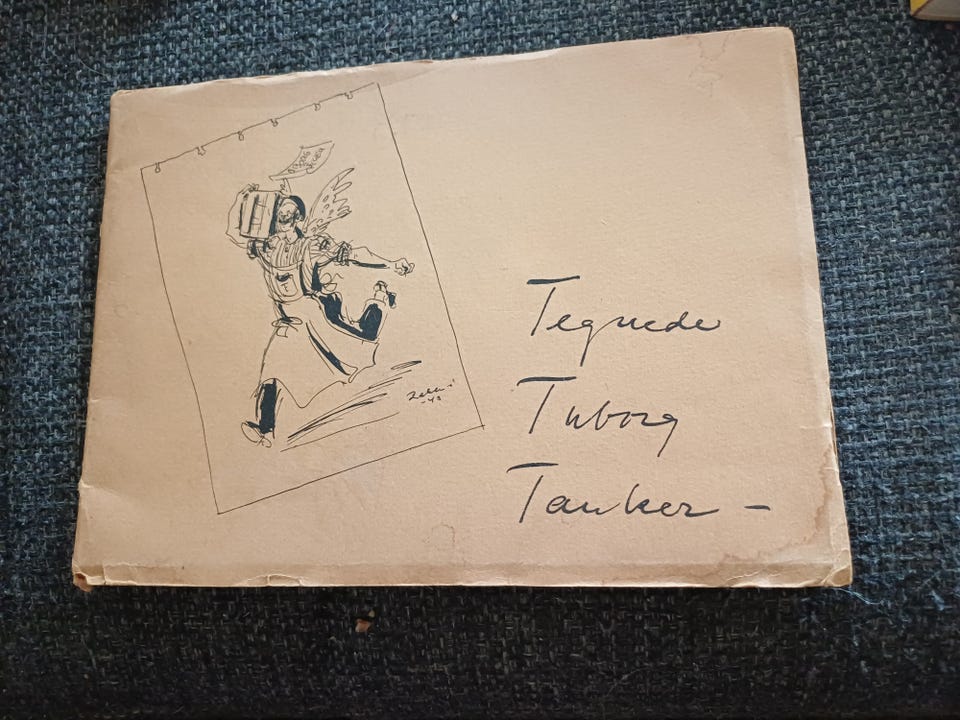 Tegnede
Tuborg
Tanker –